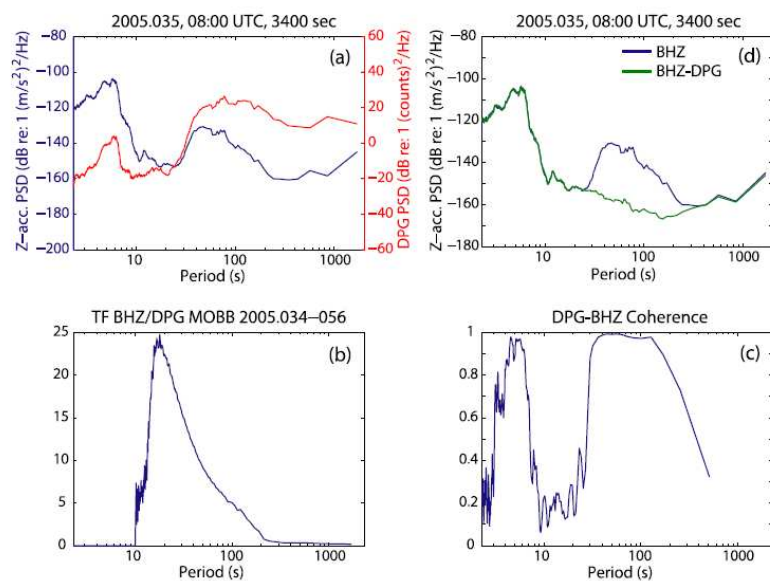 2005.035, 08:00 UTC, 3400 sec
(a)
Z-acc. PSD (dB re: 1 (m/s²)²/Hz)
-80
-100
-120
-140
-160
-180
-200
60
40
20
0
-20
-40
-60
DPG PSD (dB re: 1 (counts)²/Hz)
10 100 1000
Period (s)
2005.035, 08:00 UTC, 3400 sec
BHZ (d)
BHZ-DPG
Z-acc. PSD (dB re: 1 (m/s²)²/Hz)
-80
-100
-120
-140
-160
-180
10 100 1000
Period (s)
TF BHZ/DPG MOBB 2005.034--056
(b)
25
20
15
10
5
0
10 100 1000
Period (s)
DPG-BHZ Coherence
(c)
1
0.8
0.6
0.4
0.2
0
10 100 1000
Period (s)